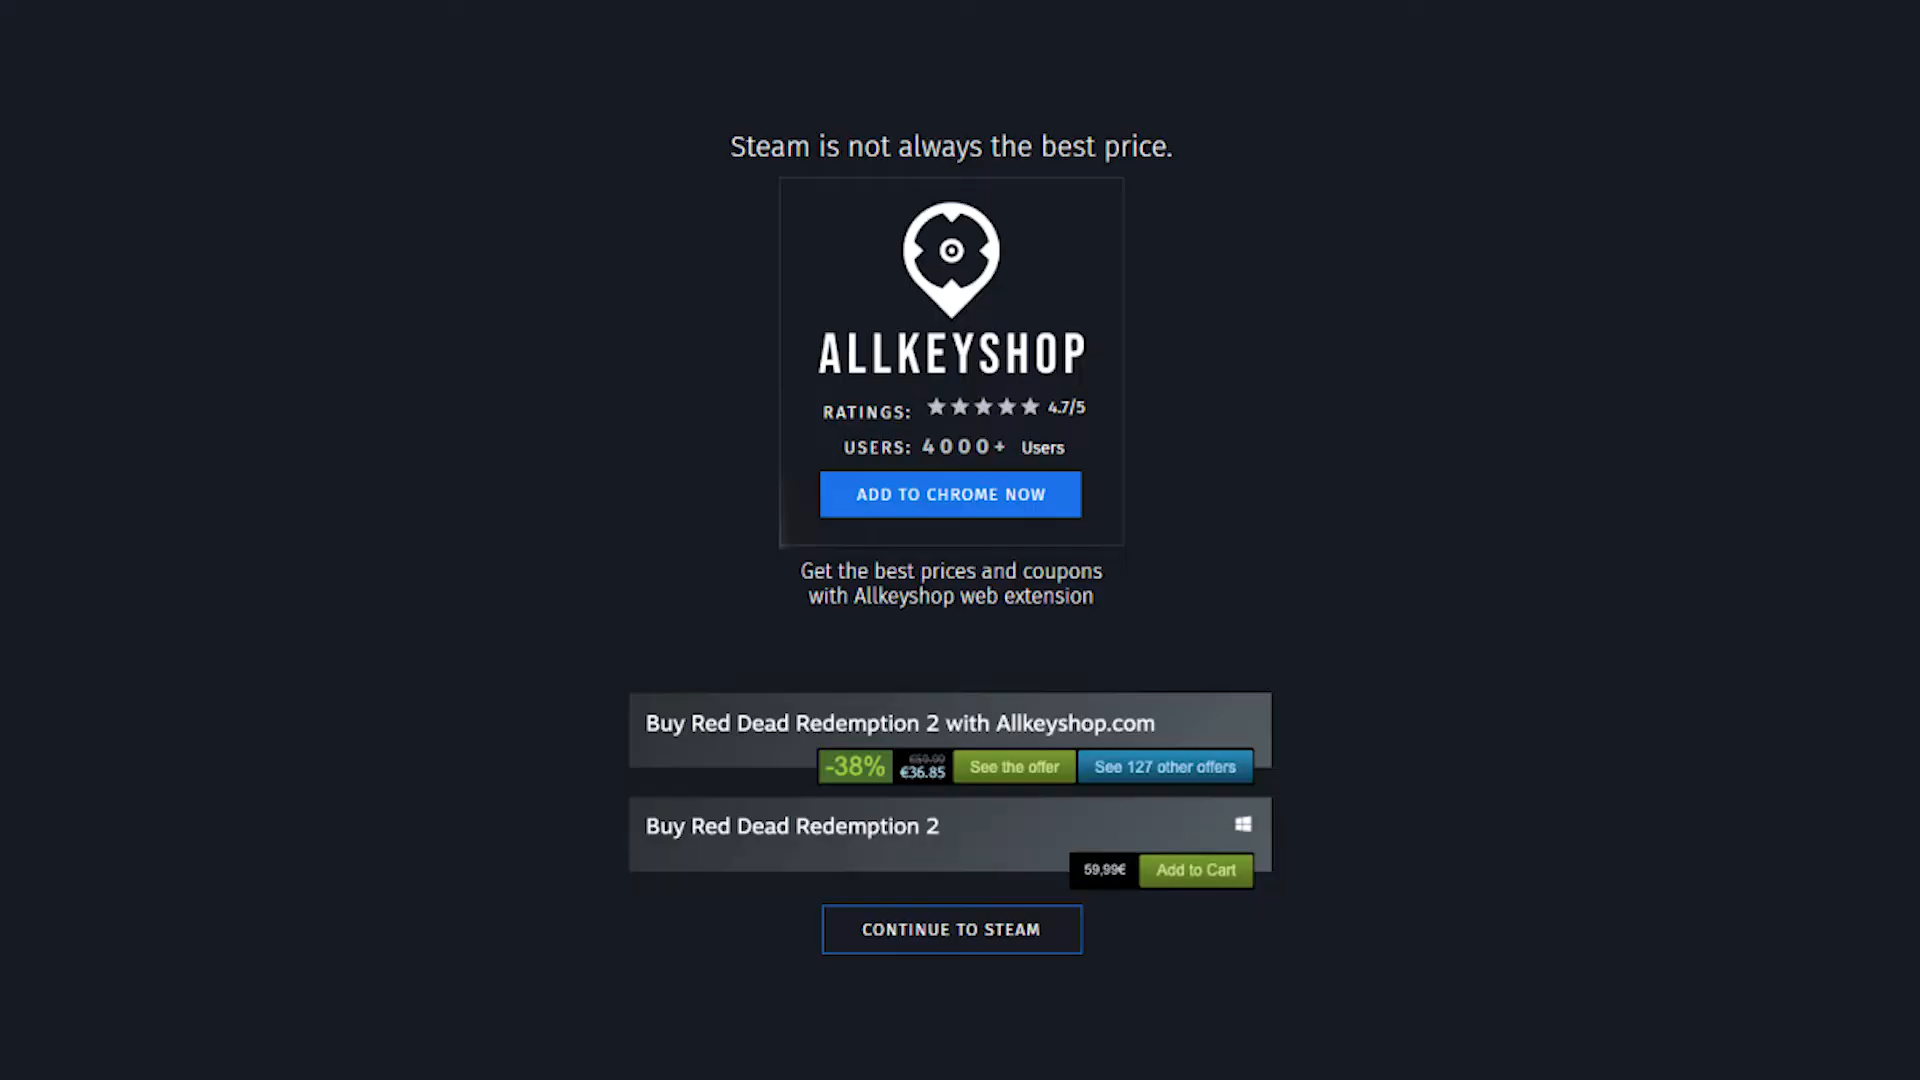 Steam is not always the best price.
ALLKEYSHOP
RATINGS: 4.7/5
USERS: 4000+ Users
ADD TO CHROME NOW
Get the best prices and coupons
with Allkeyshop web extension
Buy Red Dead Redemption 2 with Allkeyshop.com
-38% €59.99 €36.85 See the offer See 127 other offers
Buy Red Dead Redemption 2
59,99€ Add to Cart
CONTINUE TO STEAM